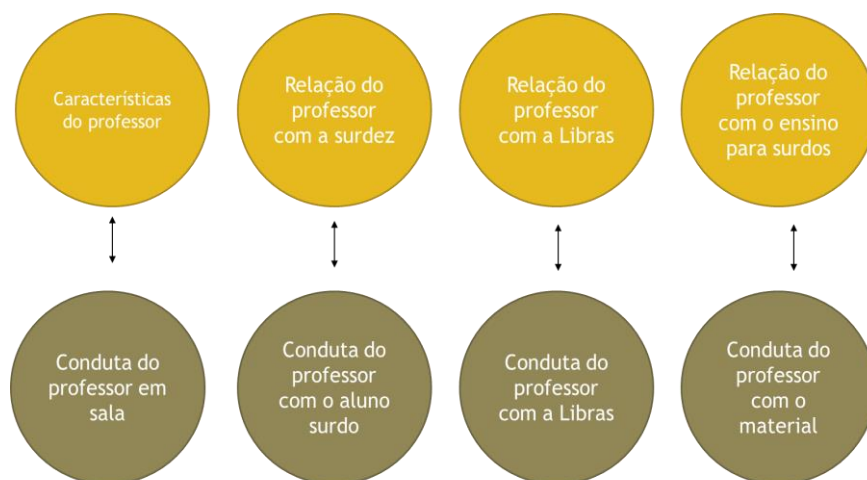 Características
do professor
Relação do
professor
com a surdez
Relação do
professor
com a Libras
Relação do
professor
com o ensino
para surdos
Conduta do
professor em
sala
Conduta do
professor
com o aluno
surdo
Conduta do
professor
com a Libras
Conduta do
professor
com o
material